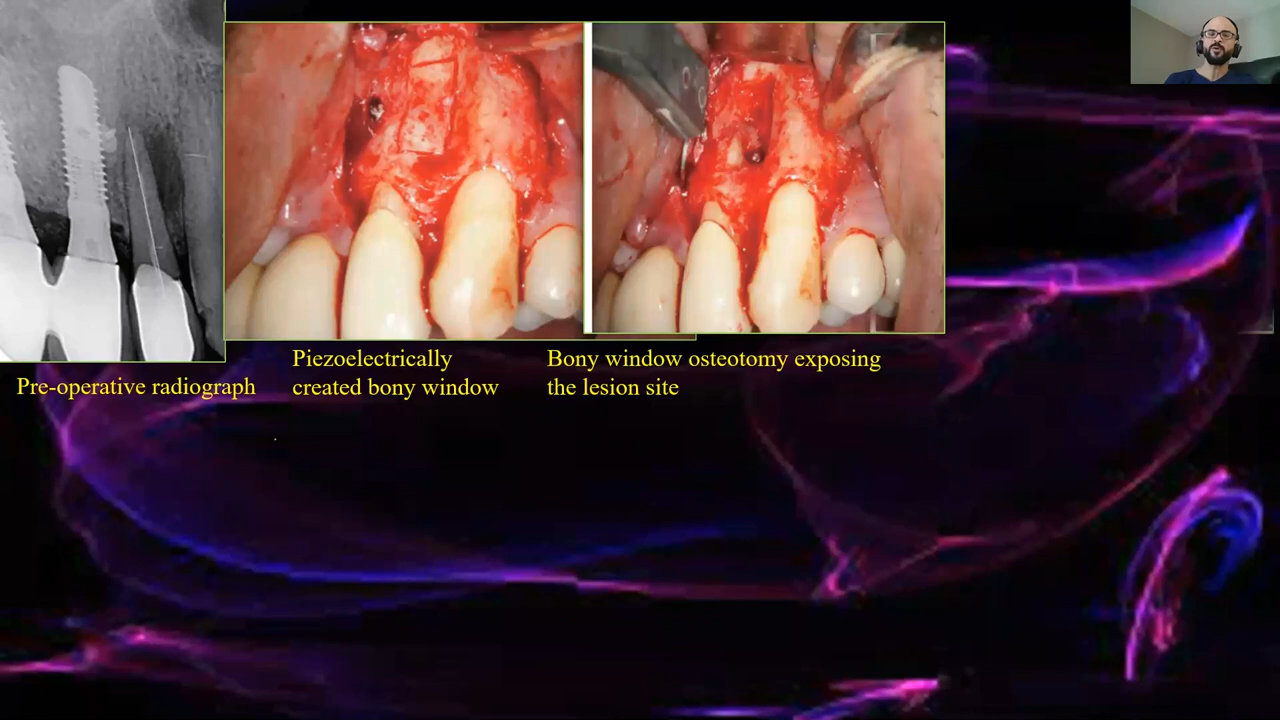 Pre-operative radiograph
Piezoelectrically
created bony window
Bony window osteotomy exposing
the lesion site